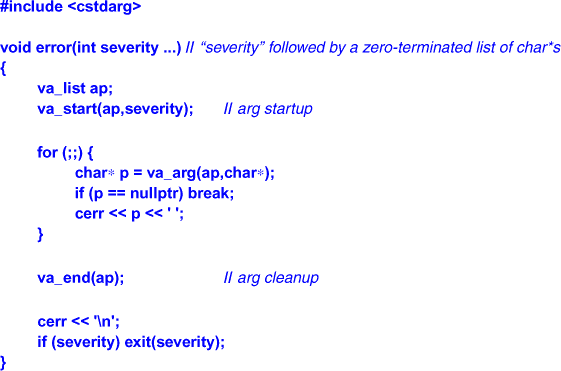 #include <cstdarg>
void error(int severity ...) // “severity” followed by a zero-terminated list of char*s
{
va_list ap;
va_start(ap,severity); // arg startup
for (;;) {
char* p = va_arg(ap,char*);
if (p == nullptr) break;
cerr << p << ' ';
}
va_end(ap); // arg cleanup
cerr << '\n';
if (severity) exit(severity);
}